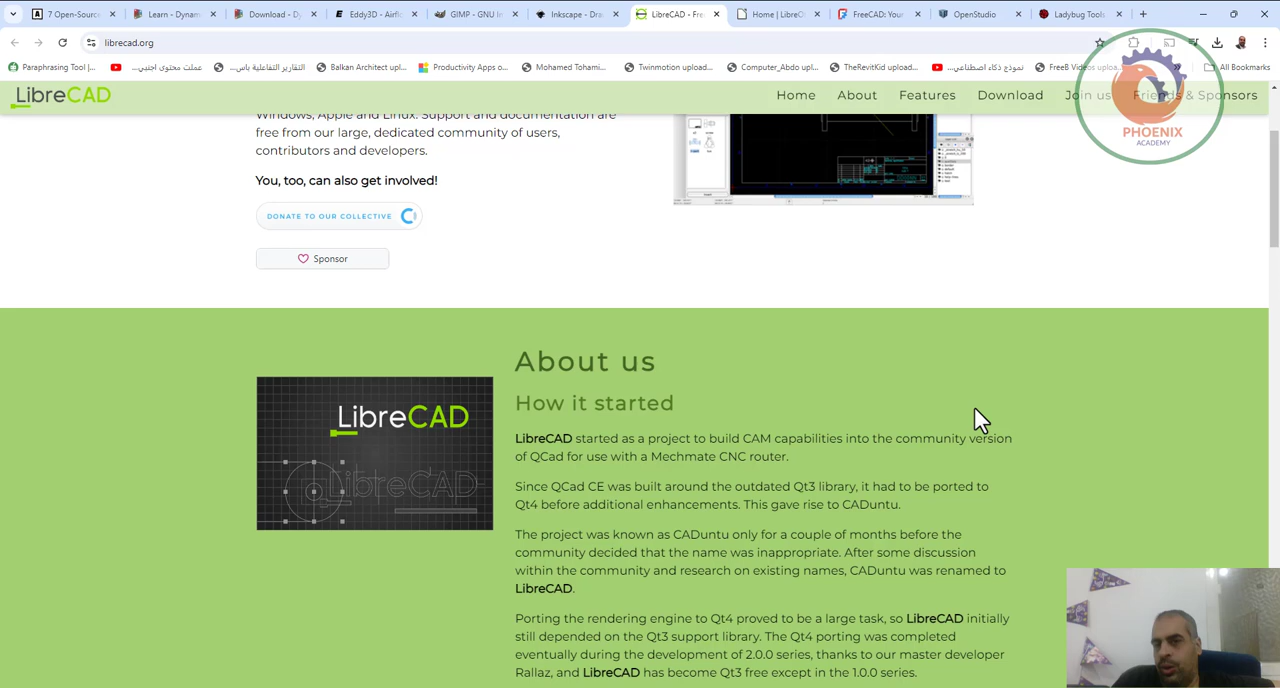 7 Open-Sourc
Learn - Dynam
Download - Dy
Eddy3D - Airflo
GIMP - GNU Im
Inkscape - Dra
LibreCAD - Fre
Home | LibreO
FreeCAD: Your
OpenStudio
Ladybug Tools
librecad.org
Paraphrasing Tool |...
عملت محتوى اجنبي...
التقارير التفاعلية باس...
Balkan Architect...
Productivity Apps
Mohamed Tohami...
Twinmotion upload...
Computer_Abdo upl...
TheRevitKid upload...
نموذج ذكاء اصطناعي...
FreeB Videos uploa...
All Bookmarks
LibreCAD
Home About Features Download Join us Friends & Sponsors
PHOENIX
ACADEMY
Windows, Apple and Linux. Support and documentation are
free from our large, dedicated community of users,
contributors and developers.
You, too, can also get involved!
DONATE TO OUR COLLECTIVE
Sponsor
About us
How it started
LibreCAD
LibreCAD
LibreCAD started as a project to build CAM capabilities into the community version
of QCad for use with a Mechmate CNC router.
Since QCad CE was built around the outdated Qt3 library, it had to be ported to
Qt4 before additional enhancements. This gave rise to CADuntu.
The project was known as CADuntu only for a couple of months before the
community decided that the name was inappropriate. After some discussion
within the community and research on existing names, CADuntu was renamed to
LibreCAD.
Porting the rendering engine to Qt4 proved to be a large task, so LibreCAD initially
still depended on the Qt3 support library. The Qt4 porting was completed
eventually during the development of 2.0.0 series, thanks to our master developer
Rallaz, and LibreCAD has become Qt3 free except in the 1.0.0 series.